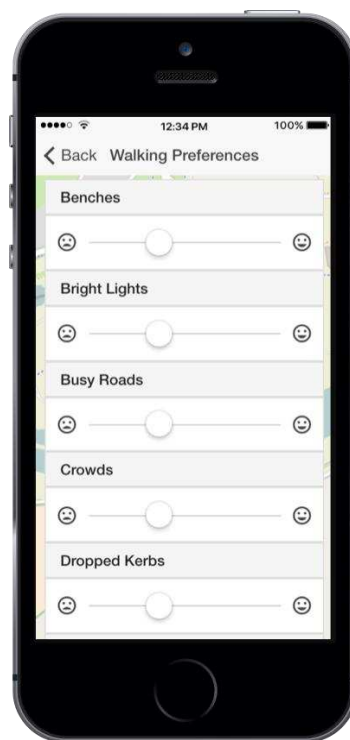 12:34 PM 100%
Back Walking Preferences
Benches
Bright Lights
Busy Roads
Crowds
Dropped Kerbs